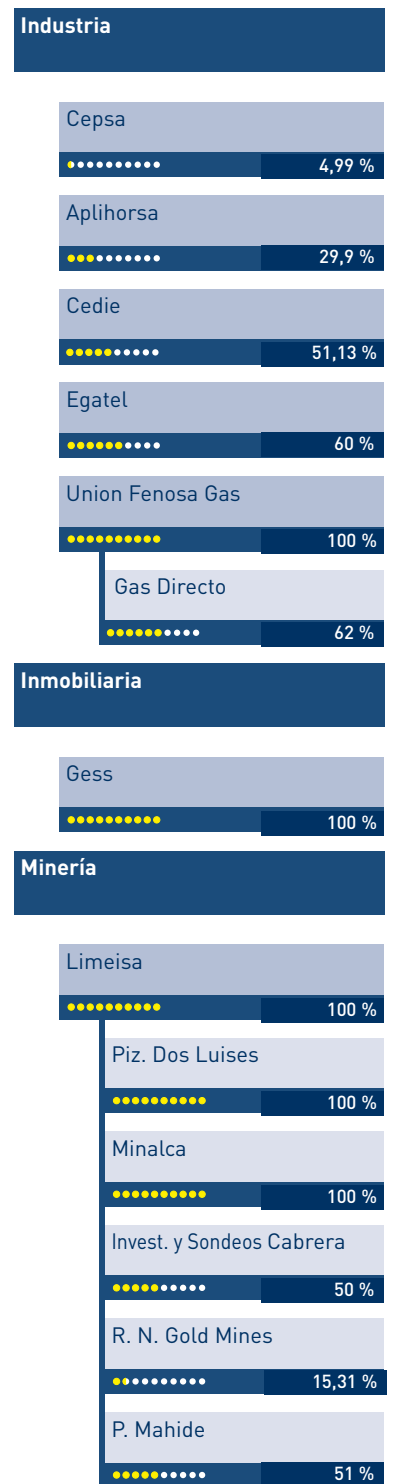 Industria
Cepsa
4,99 %
Aplihorsa
29,9 %
Cedie
51,13 %
Egatel
60 %
Union Fenosa Gas
100 %
Gas Directo
62 %
Inmobiliaria
Gess
100 %
Minería
Limeisa
100 %
Piz. Dos Luises
100 %
Minalca
100 %
Invest. y Sondeos Cabrera
50 %
R. N. Gold Mines
15,31 %
P. Mahide
51 %